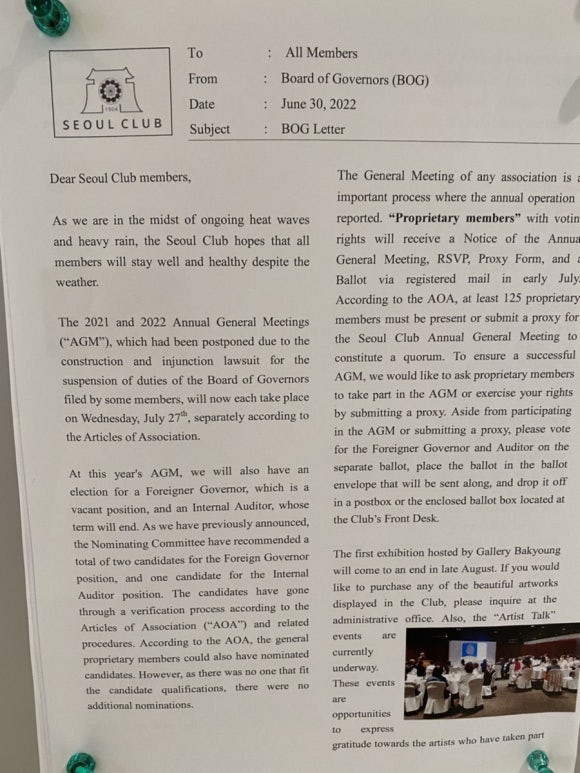 1904
SEOUL CLUB
To : All Members
From : Board of Governors (BOG)
Date : June 30, 2022
Subject : BOG Letter
Dear Seoul Club members,
As we are in the midst of ongoing heat waves
and heavy rain, the Seoul Club hopes that all
members will stay well and healthy despite the
weather.
The 2021 and 2022 Annual General Meetings
(“AGM”), which had been postponed due to the
construction and injunction lawsuit for the
suspension of duties of the Board of Governors
filed by some members, will now each take place
on Wednesday, July 27th, separately according to
the Articles of Association.
At this year's AGM, we will also have an
election for a Foreigner Governor, which is a
vacant position, and an Internal Auditor, whose
term will end. As we have previously announced,
the Nominating Committee have recommended a
total of two candidates for the Foreign Governor
position, and one candidate for the Internal
Auditor position. The candidates have gone
through a verification process according to the
Articles of Association (“AOA”) and related
procedures. According to the AOA, the general
proprietary members could also have nominated
candidates. However, as there was no one that fit
the candidate qualifications, there were no
additional nominations.
The General Meeting of any association is a
important process where the annual operation
reported. “Proprietary members” with votin
rights will receive a Notice of the Annua
General Meeting, RSVP, Proxy Form, and a
Ballot via registered mail in early July.
According to the AOA, at least 125 proprietary
members must be present or submit a proxy for
the Seoul Club Annual General Meeting to
constitute a quorum. To ensure a successful
AGM, we would like to ask proprietary members
to take part in the AGM or exercise your rights
by submitting a proxy. Aside from participating
in the AGM or submitting a proxy, please vote
for the Foreigner Governor and Auditor on the
separate ballot, place the ballot in the ballot
envelope that will be sent along, and drop it off
in a postbox or the enclosed ballot box located at
the Club's Front Desk.
The first exhibition hosted by Gallery Bakyoung
will come to an end in late August. If you would
like to purchase any of the beautiful artworks
displayed in the Club, please inquire at the
administrative office. Also, the “Artist Talk”
events are
currently
underway.
These events
are
opportunities
to express
gratitude towards the artists who have taken part